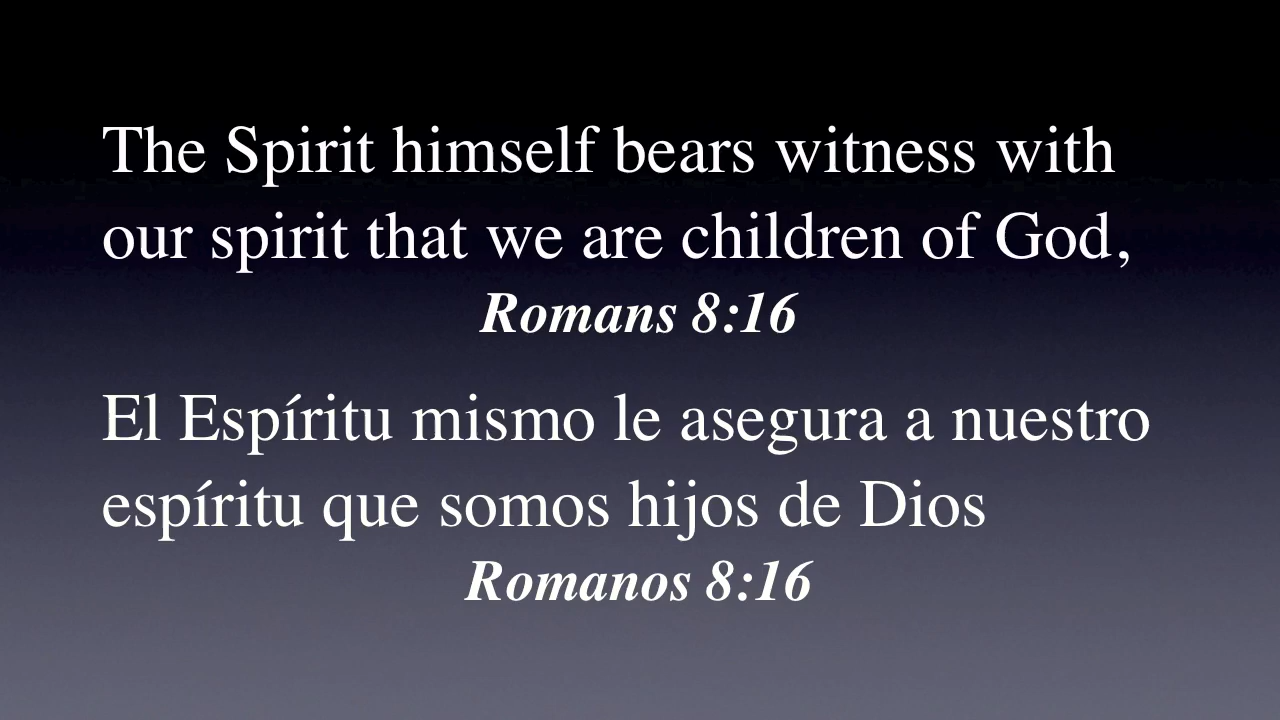 The Spirit himself bears witness with
our spirit that we are children of God,
Romans 8:16
El Espíritu mismo le asegura a nuestro
espíritu que somos hijos de Dios
Romanos 8:16